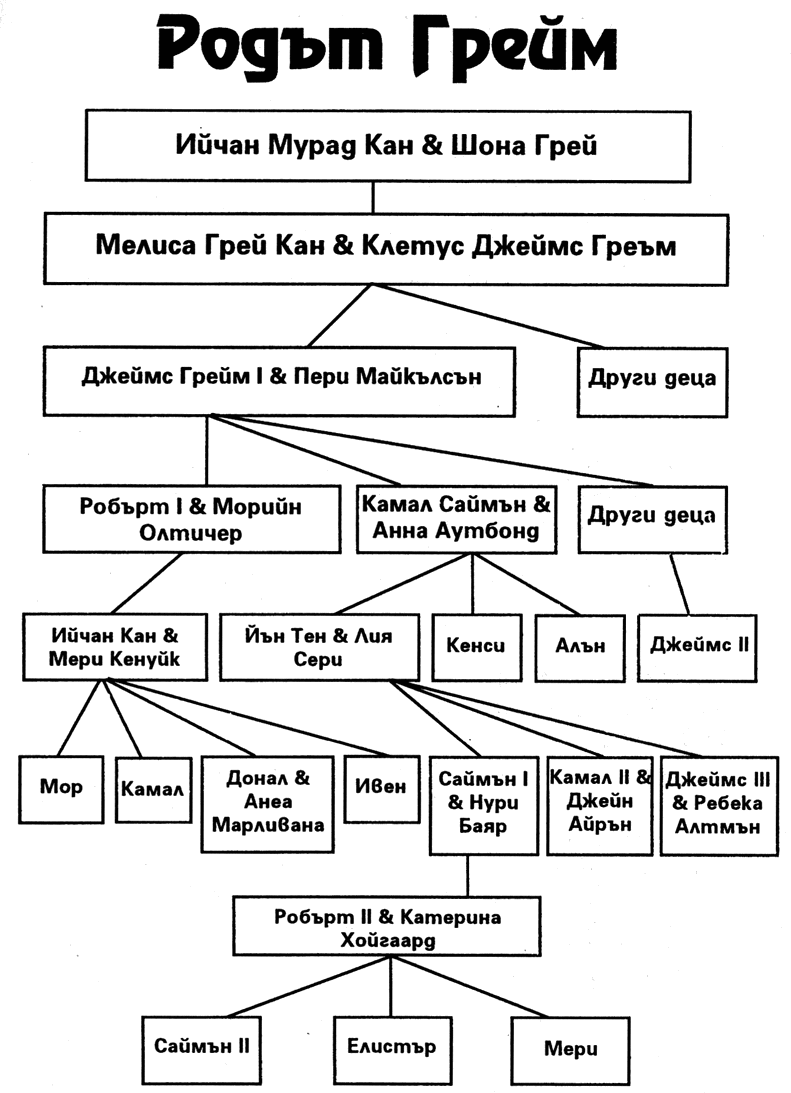 Родът Грейм
Ийчан Мурад Кан & Шона Грей
Мелиса Грей Кан & Клетус Джеймс Греъм
Джеймс Грейм I & Пери Майкълсън
Други деца
Робърт I & Морийн
Олтичер
Камал Саймън &
Анна Аутбонд
Други деца
Ийчан Кан &
Мери Кенуйк
Йън Тен & Лия
Сери
Кенси
Алън
Джеймс II
Мор
Камал
Донал &
Анеа
Марливана
Ивен
Саймън I
& Нури
Баяр
Камал II &
Джейн
Айрън
Джеймс III
& Ребека
Алтмън
Робърт II & Катерина
Хойгаард
Саймън II
Елистър
Мери